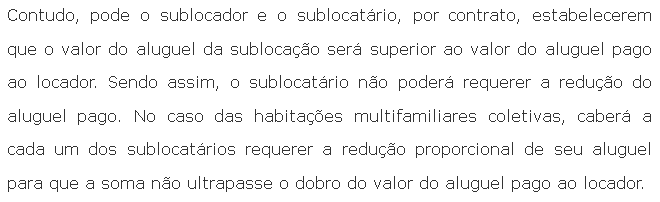 Contudo, pode o sublocador e o sublocatário, por contrato, estabelecerem
que o valor do aluguel da sublocação será superior ao valor do aluguel pago
ao locador. Sendo assim, o sublocatário não poderá requerer a redução do
aluguel pago. No caso das habitações multifamiliares coletivas, caberá a
cada um dos sublocatários requerer a redução proporcional de seu aluguel
para que a soma não ultrapasse o dobro do valor do aluguel pago ao locador.